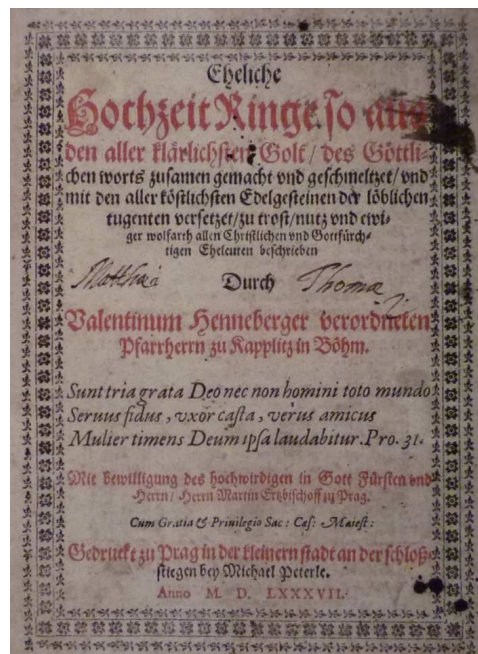 Eheliche
Hochzeit Ringe so aus
den aller klärlichsten Golt / des Göttli-
chen worts zusamen gemacht vnd geschmeltzet / vnd
mit den aller köstlichsten Edelgesteinen der löblichen
tugenten versetzet / zu trost / nutz vnd ewi-
ger wolfarth allen Christlichen vnd Gottfürch-
tigen Eheleuten beschrieben
Durch Thoma
Valentinum Henneberger verordneten
Pfarrherrn zu Kapplitz in Böhm.
Sunt tria grata Deo nec non homini toto mundo
Seruus fidus, vxor casta, verus amicus
Mulier timens Deum ipsa laudabitur. Pro. 31.
Mit bewilligung des hochwirdigen in Gott Fürsten vnd
Herrn / Herrn Martin Ertzbischoff zu Prag.
Cum Gratia & Priuilegio Sac: Cæs: Maiest:
Gedruckt zu Prag in der kleinern stadt an der schloß-
stiegen bey Michael Peterle.
Anno M. D. LXXXVII.